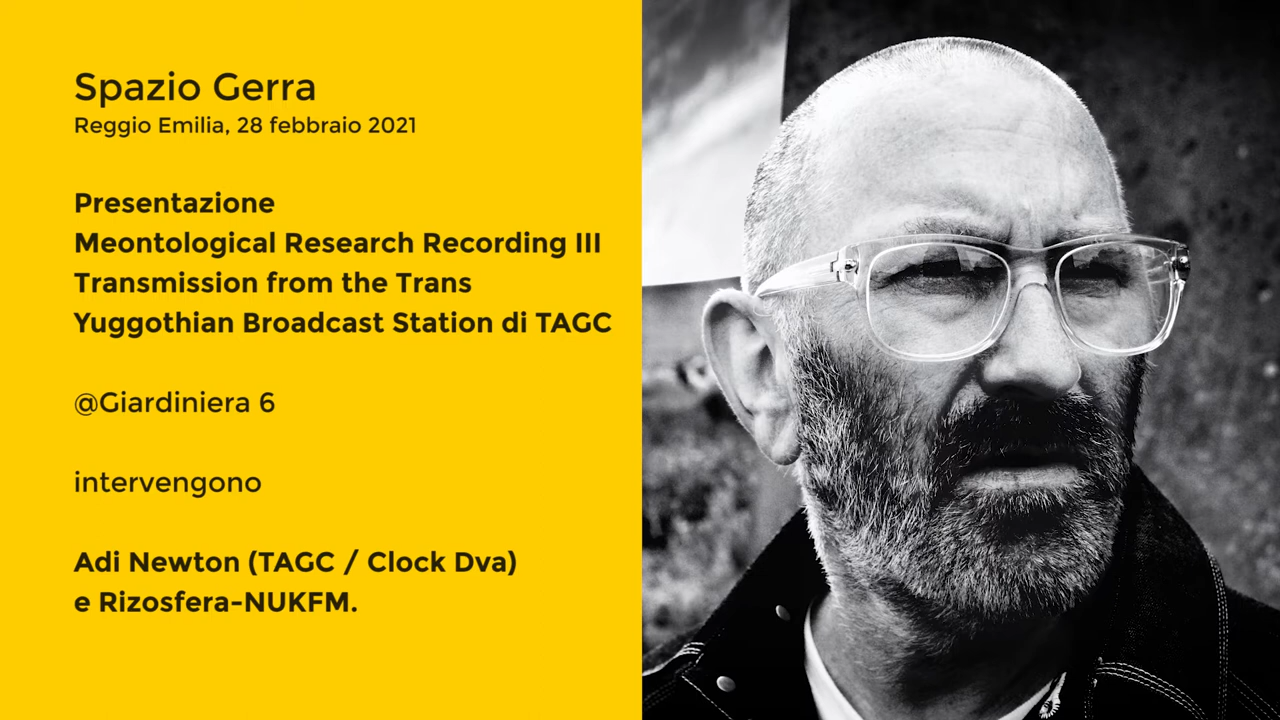 Spazio Gerra
Reggio Emilia, 28 febbraio 2021
Presentazione
Meontological Research Recording III
Transmission from the Trans
Yuggothian Broadcast Station di TAGC
@Giardiniera 6
intervengono
Adi Newton (TAGC / Clock Dva)
e Rizosfera-NUKFM.